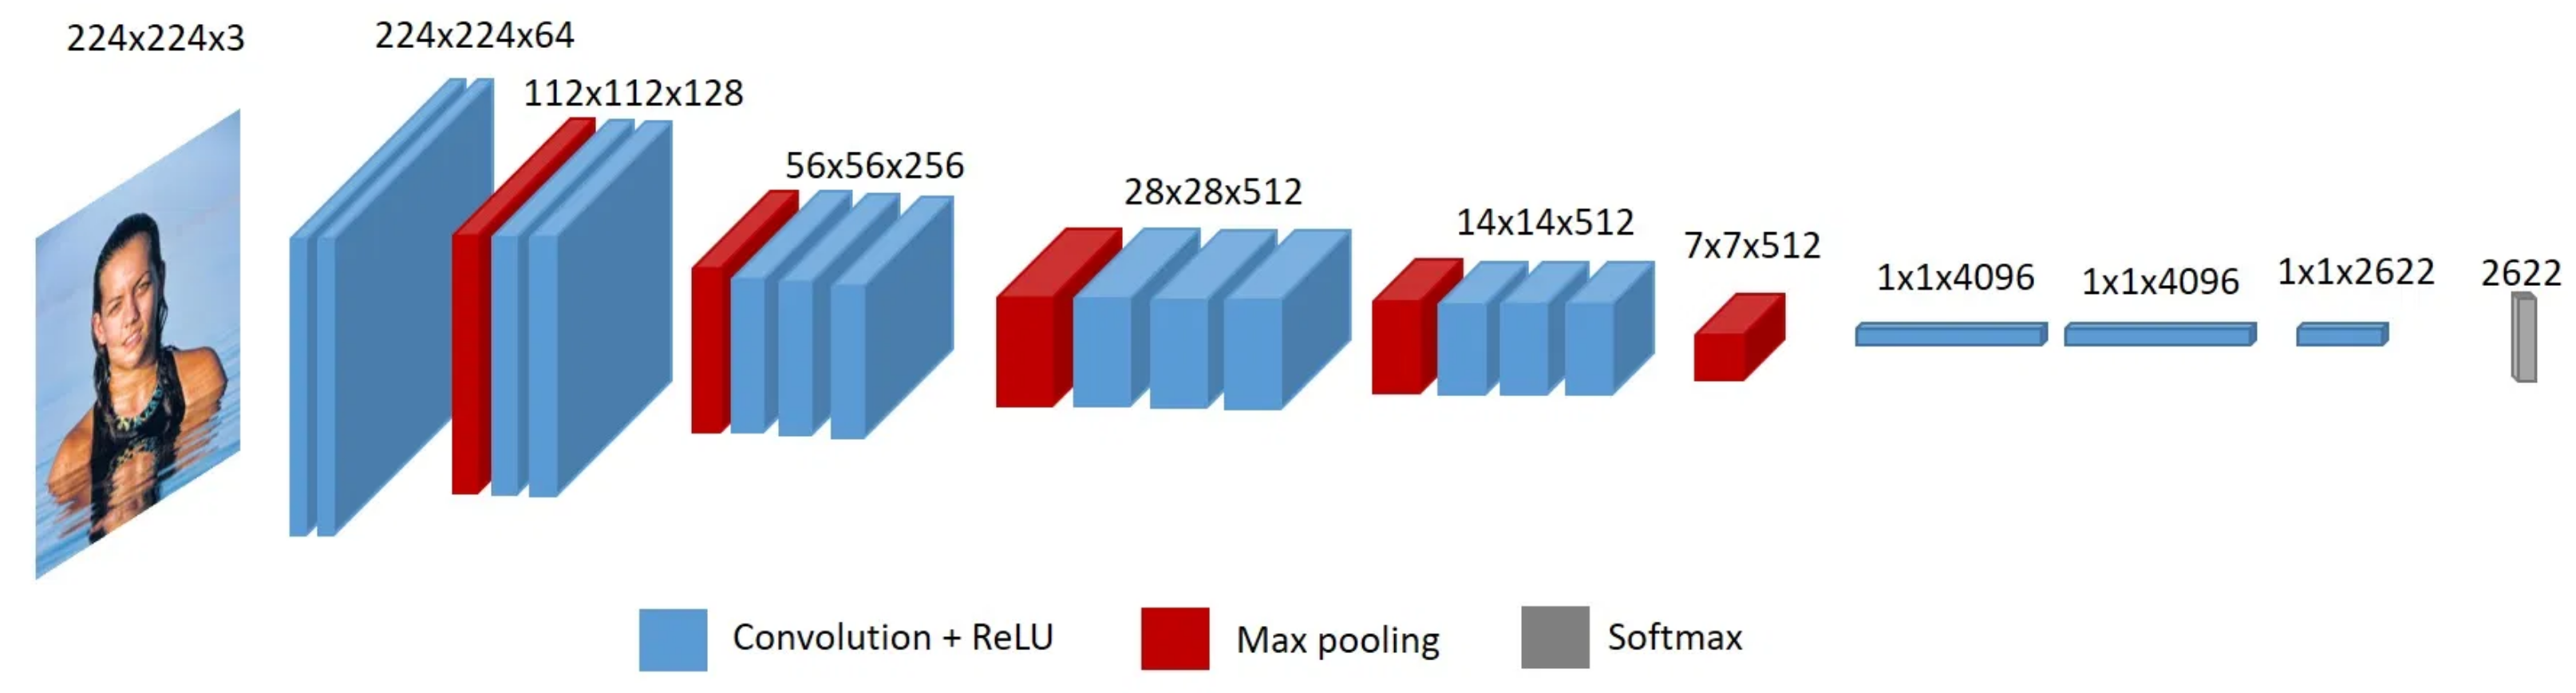 224x224x3
224x224x64
112x112x128
56x56x256
28x28x512
14x14x512
7x7x512
1x1x4096
1x1x4096
1x1x2622
2622
Convolution + ReLU
Max pooling
Softmax